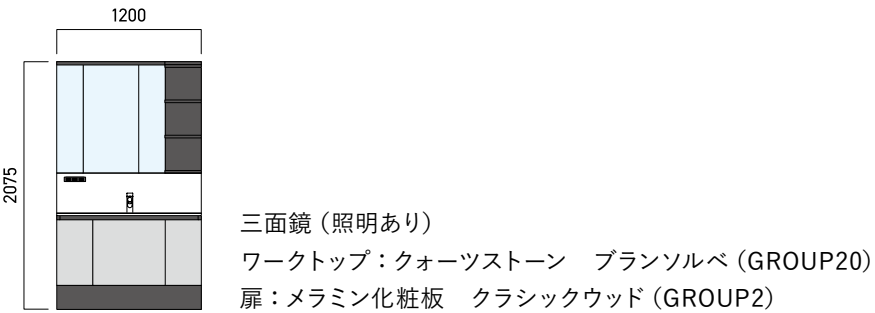 1200
2075
三面鏡（照明あり）
ワークトップ：クォーツストーン　ブランソルベ（GROUP20）
扉：メラミン化粧板　クラシックウッド（GROUP2）